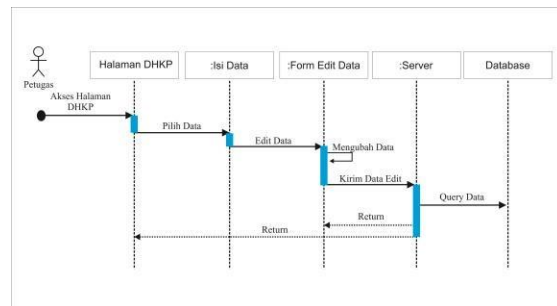 Halaman DHKP
:Isi Data
:Form Edit Data
:Server
Database
Petugas
Akses Halaman
DHKP
Pilih Data
Edit Data
Mengubah Data
Kirim Data Edit
Query Data
Return
Return